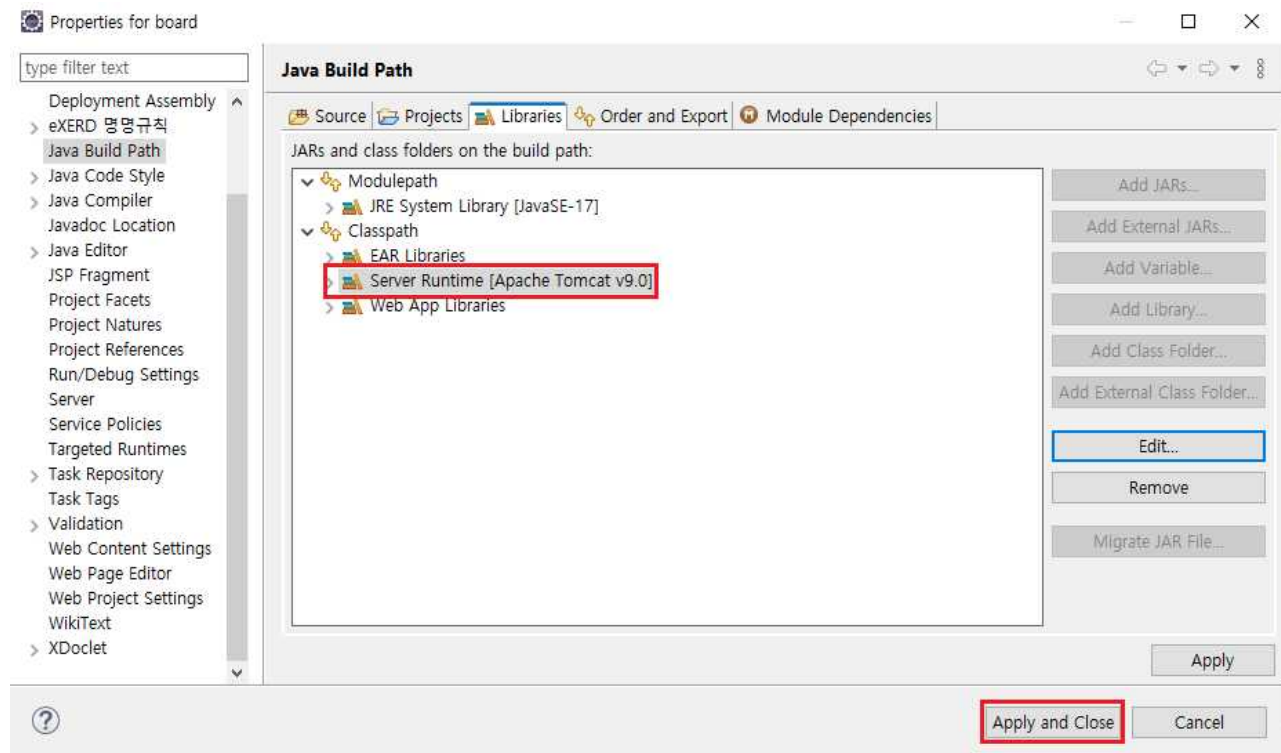 Properties for board
type filter text
Deployment Assembly
eXERD 명명규칙
Java Build Path
Java Code Style
Java Compiler
Javadoc Location
Java Editor
JSP Fragment
Project Facets
Project Natures
Project References
Run/Debug Settings
Server
Service Policies
Targeted Runtimes
Task Repository
Task Tags
Validation
Web Content Settings
Web Page Editor
Web Project Settings
WikiText
XDoclet
Java Build Path
Source Projects Libraries Order and Export Module Dependencies
JARs and class folders on the build path:
Modulepath
JRE System Library [JavaSE-17]
Classpath
EAR Libraries
Server Runtime [Apache Tomcat v9.0]
Web App Libraries
Add JARs...
Add External JARs...
Add Variable...
Add Library...
Add Class Folder...
Add External Class Folder...
Edit...
Remove
Migrate JAR File...
Apply
Apply and Close Cancel